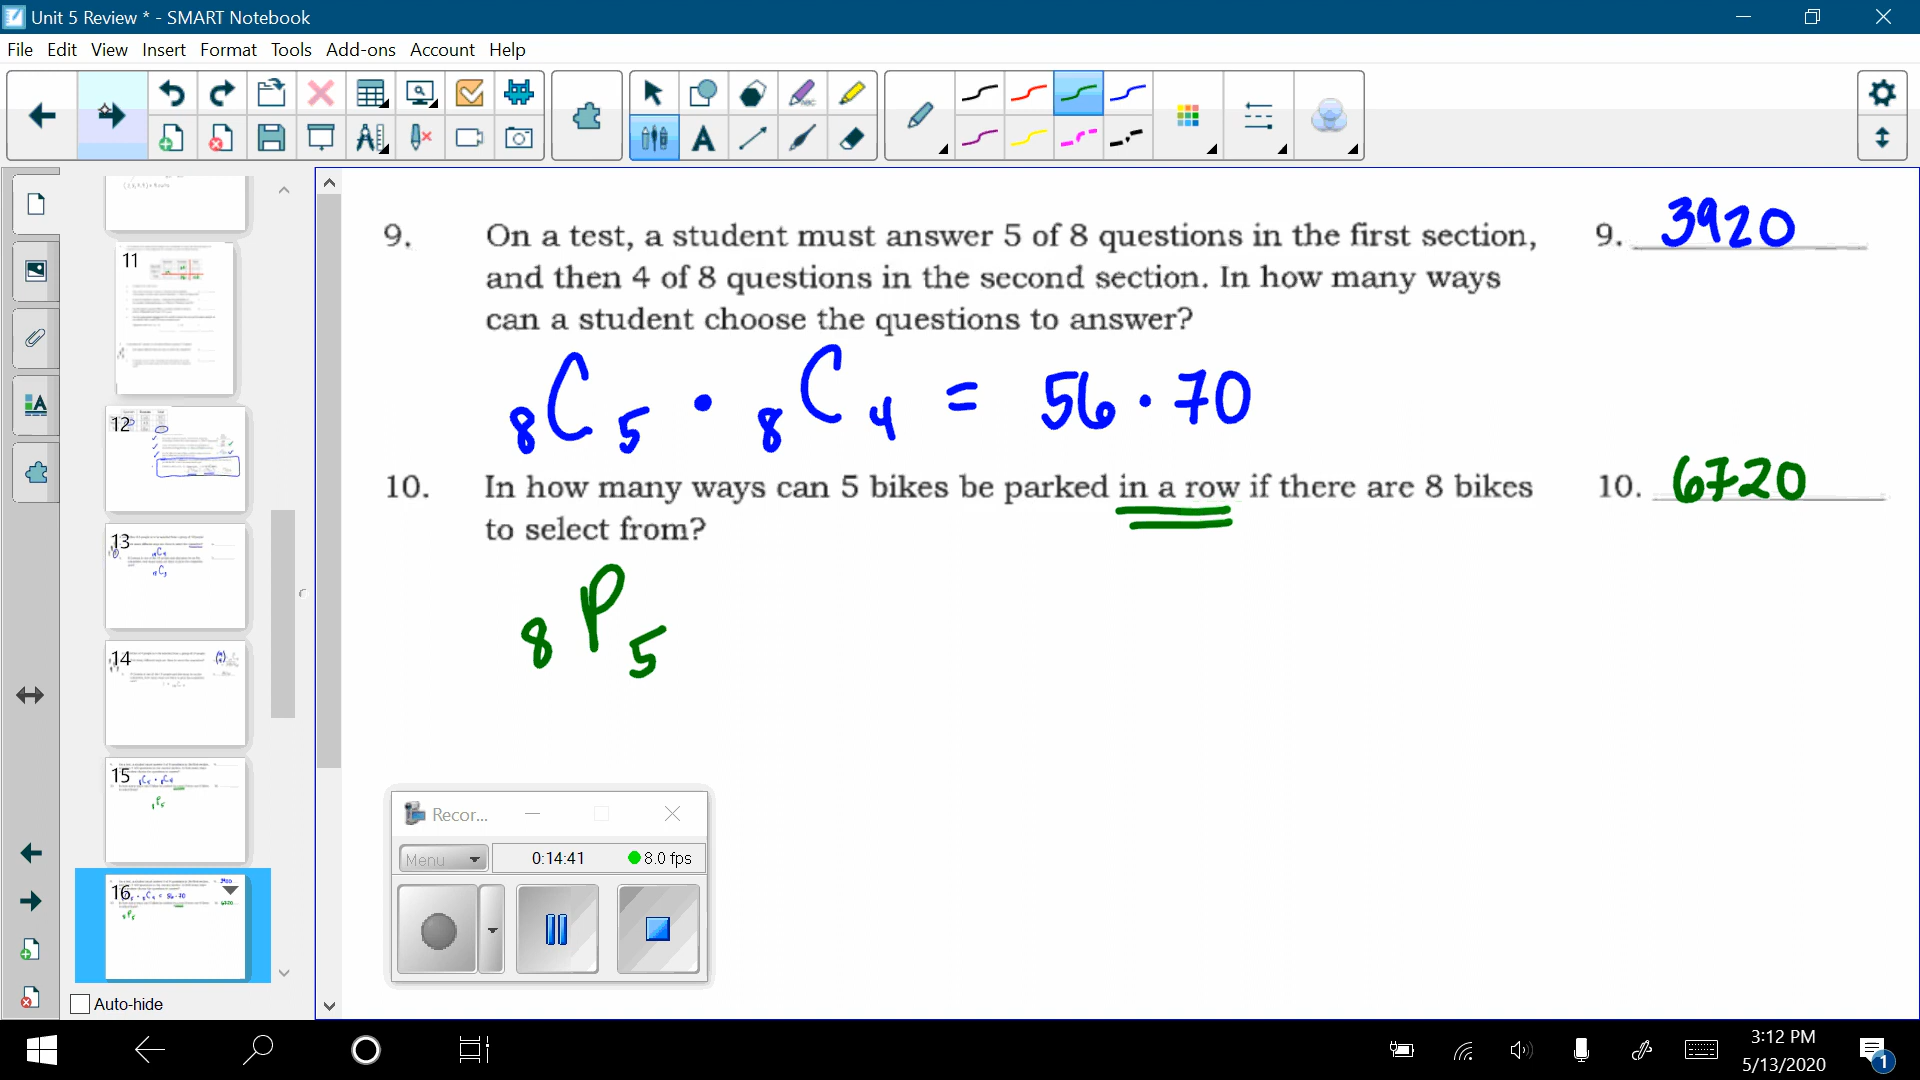 Unit 5 Review * - SMART Notebook
File Edit View Insert Format Tools Add-ons Account Help
9. On a test, a student must answer 5 of 8 questions in the first section, 9. 3920
and then 4 of 8 questions in the second section. In how many ways
can a student choose the questions to answer?
8C5 · 8C4 = 56 · 70
10. In how many ways can 5 bikes be parked in a row if there are 8 bikes 10. 6720
to select from?
8P5
11
12
13
14
15
16
Recor...
Menu 0:14:41 8.0 fps
Auto-hide
3:12 PM
5/13/2020
1